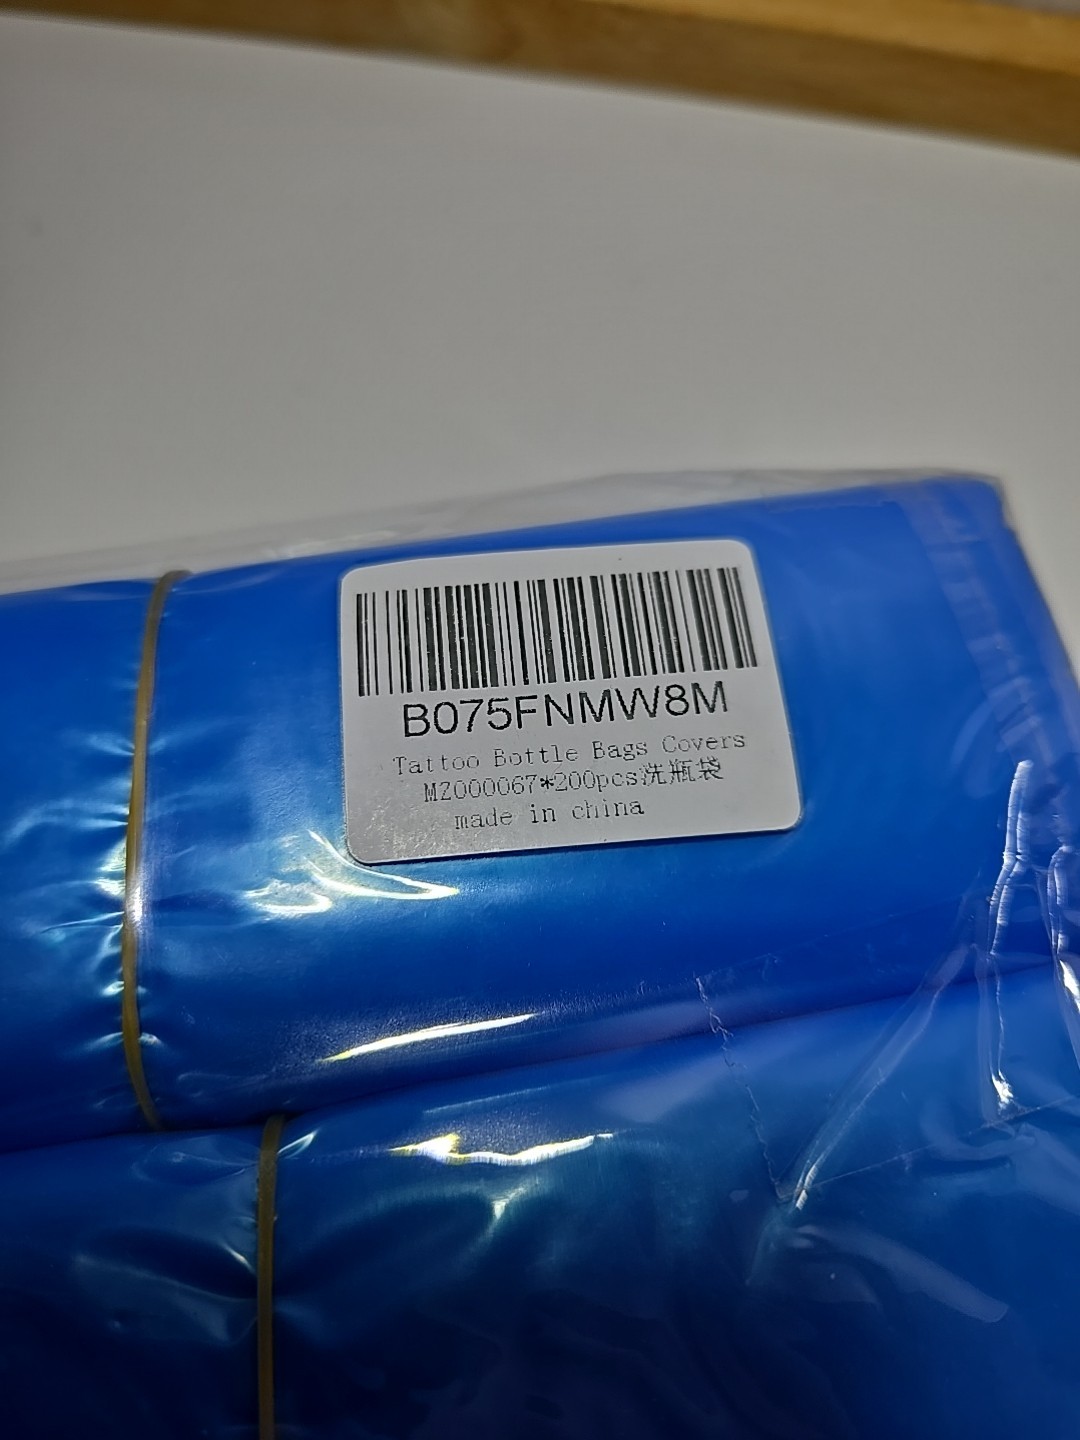 B075FNMW8M
Tattoo Bottle Bags Covers
MZ000067*200pcs洗瓶袋
made in china